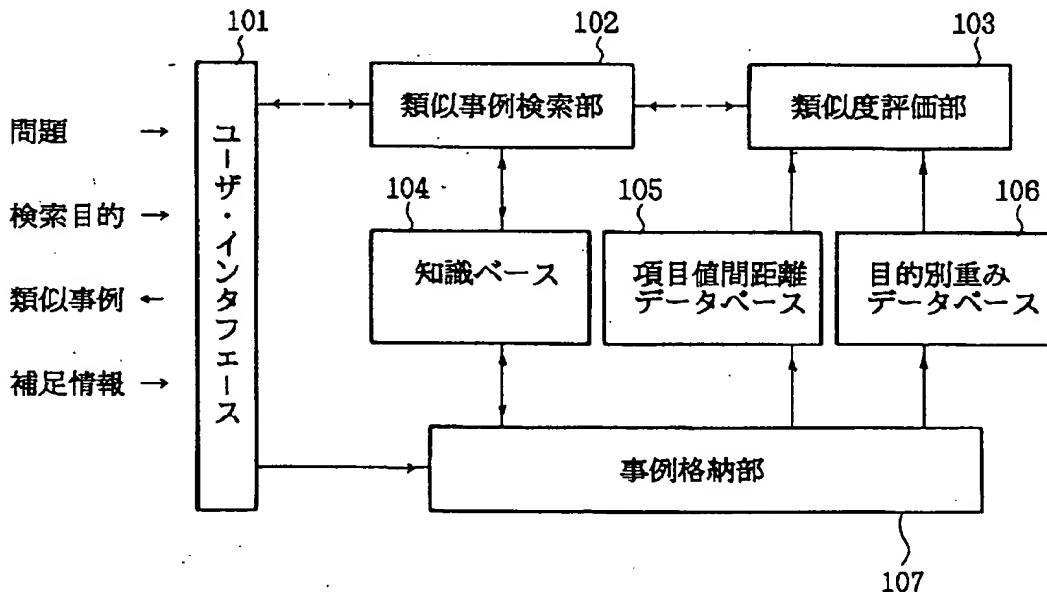 101
102
103
問題 →
検索目的 →
類似事例 ←
補足情報 →
ユーザ・インタフェース
類似事例検索部
類似度評価部
104
105
106
知識ベース
項目値間距離
データベース
目的別重み
データベース
事例格納部
107